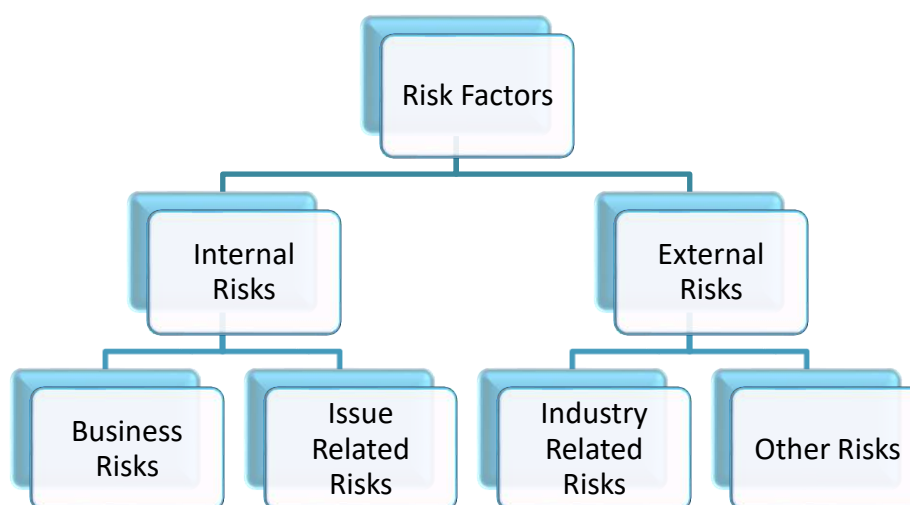 Risk Factors
Internal
Risks
External
Risks
Business
Risks
Issue
Related
Risks
Industry
Related
Risks
Other Risks